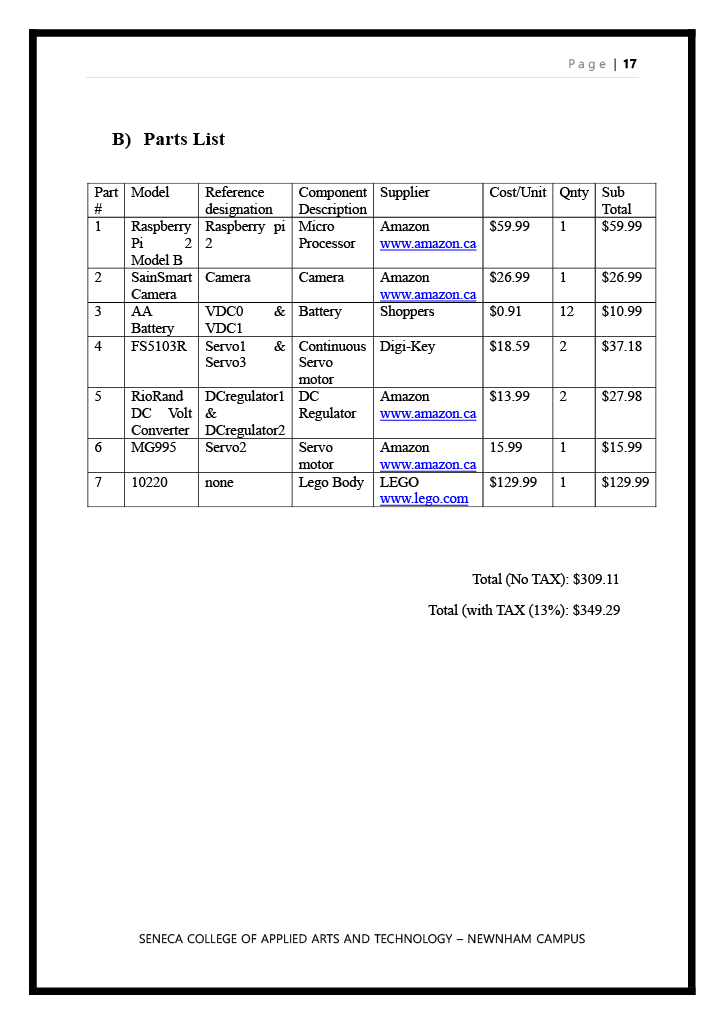 Page | 17
B) Parts List
Part # Model Reference designation Component Description Supplier Cost/Unit Qnty Sub Total
1 Raspberry Pi 2 Model B Raspberry pi 2 Micro Processor Amazon www.amazon.ca $59.99 1 $59.99
2 SainSmart Camera Camera Camera Amazon www.amazon.ca $26.99 1 $26.99
3 AA Battery VDC0 & VDC1 Battery Shoppers $0.91 12 $10.99
4 FS5103R Servo1 & Servo3 Continuous Servo motor Digi-Key $18.59 2 $37.18
5 RioRand DC Volt Converter DCregulator1 & DCregulator2 DC Regulator Amazon www.amazon.ca $13.99 2 $27.98
6 MG995 Servo2 Servo motor Amazon www.amazon.ca 15.99 1 $15.99
7 10220 none Lego Body LEGO www.lego.com $129.99 1 $129.99
Total (No TAX): $309.11
Total (with TAX (13%): $349.29
SENECA COLLEGE OF APPLIED ARTS AND TECHNOLOGY – NEWNHAM CAMPUS